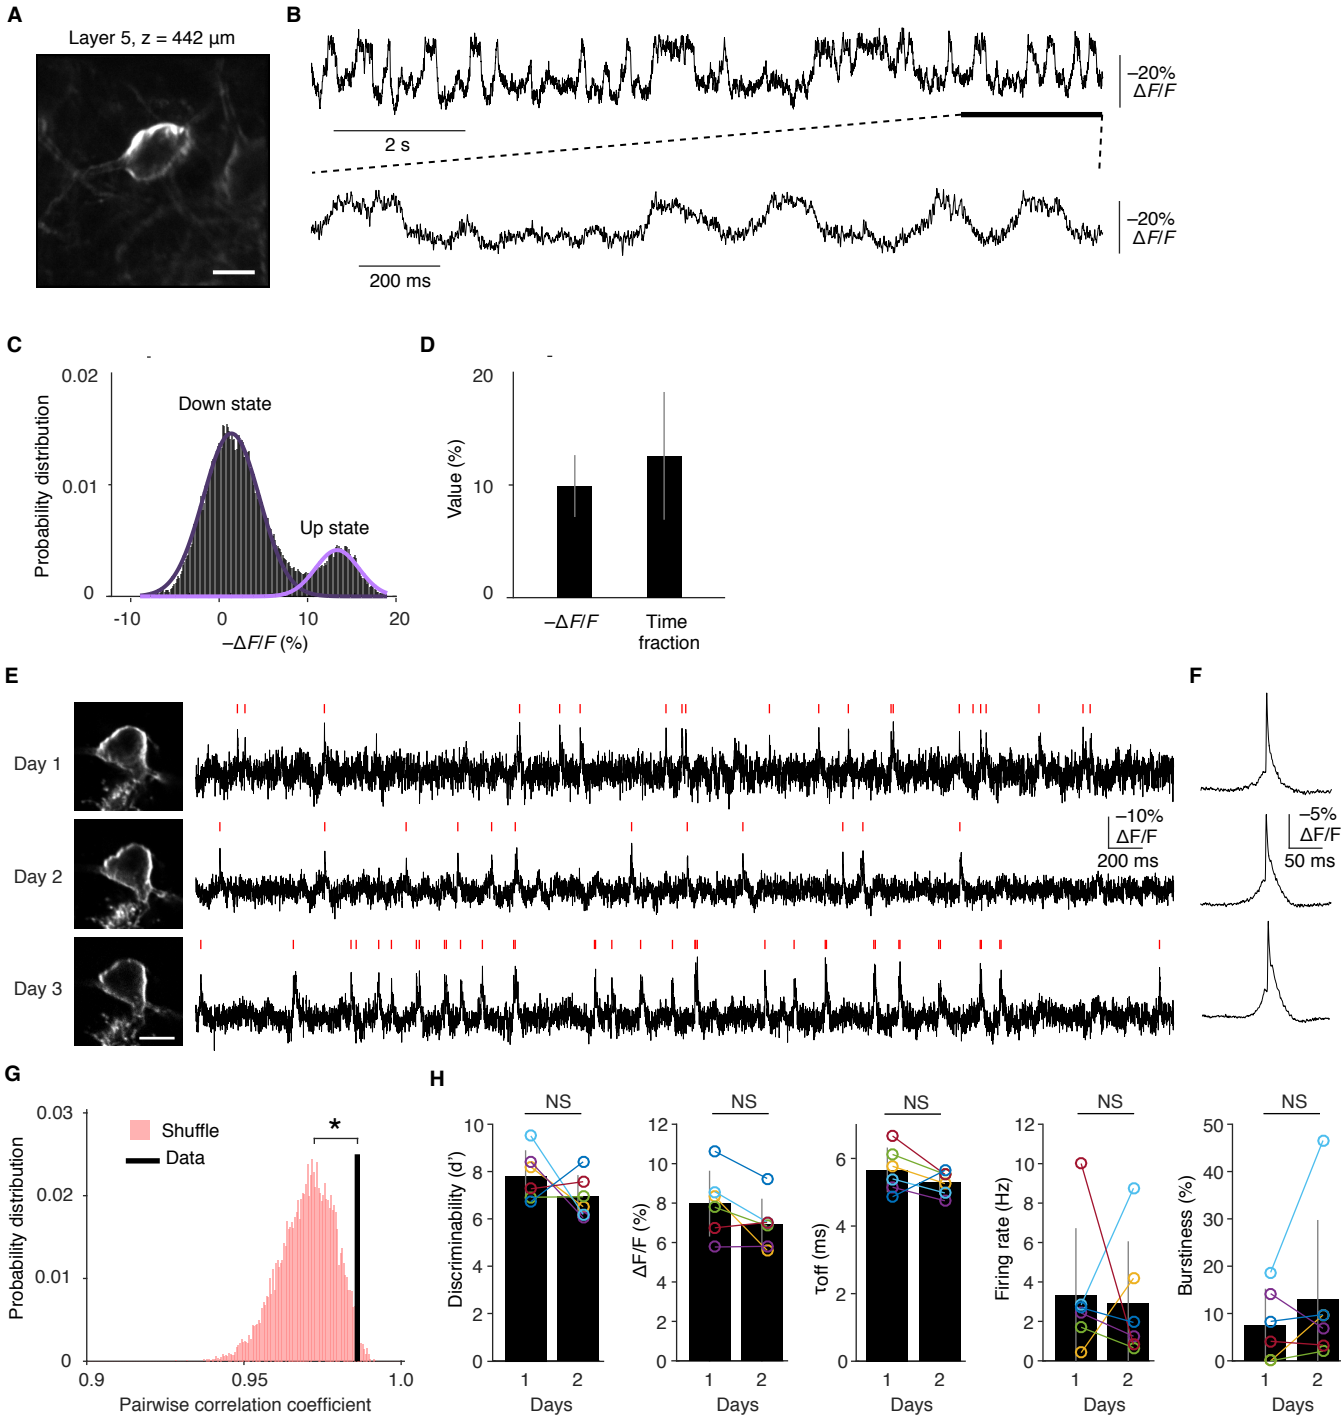 A
Layer 5, z = 442 µm
B
–20%
ΔF/F
2 s
–20%
ΔF/F
200 ms
C
Probability distribution
0.02
0.01
0
Down state
Up state
-10
0
10
20
–ΔF/F (%)
D
Value (%)
20
10
0
–ΔF/F
Time
fraction
E
Day 1
Day 2
Day 3
–10%
ΔF/F
200 ms
F
–5%
ΔF/F
50 ms
G
Probability distribution
0.03
0.02
0.01
0
Shuffle
Data
*
0.9
0.95
1.0
Pairwise correlation coefficient
H
NS
Discriminability (d')
10
8
6
4
2
0
1
2
Days
NS
ΔF/F (%)
12
10
8
6
4
2
0
1
2
Days
NS
τoff (ms)
6
4
2
0
1
2
Days
NS
Firing rate (Hz)
12
10
8
6
4
2
0
1
2
Days
NS
Burstiness (%)
50
40
30
20
10
0
1
2
Days